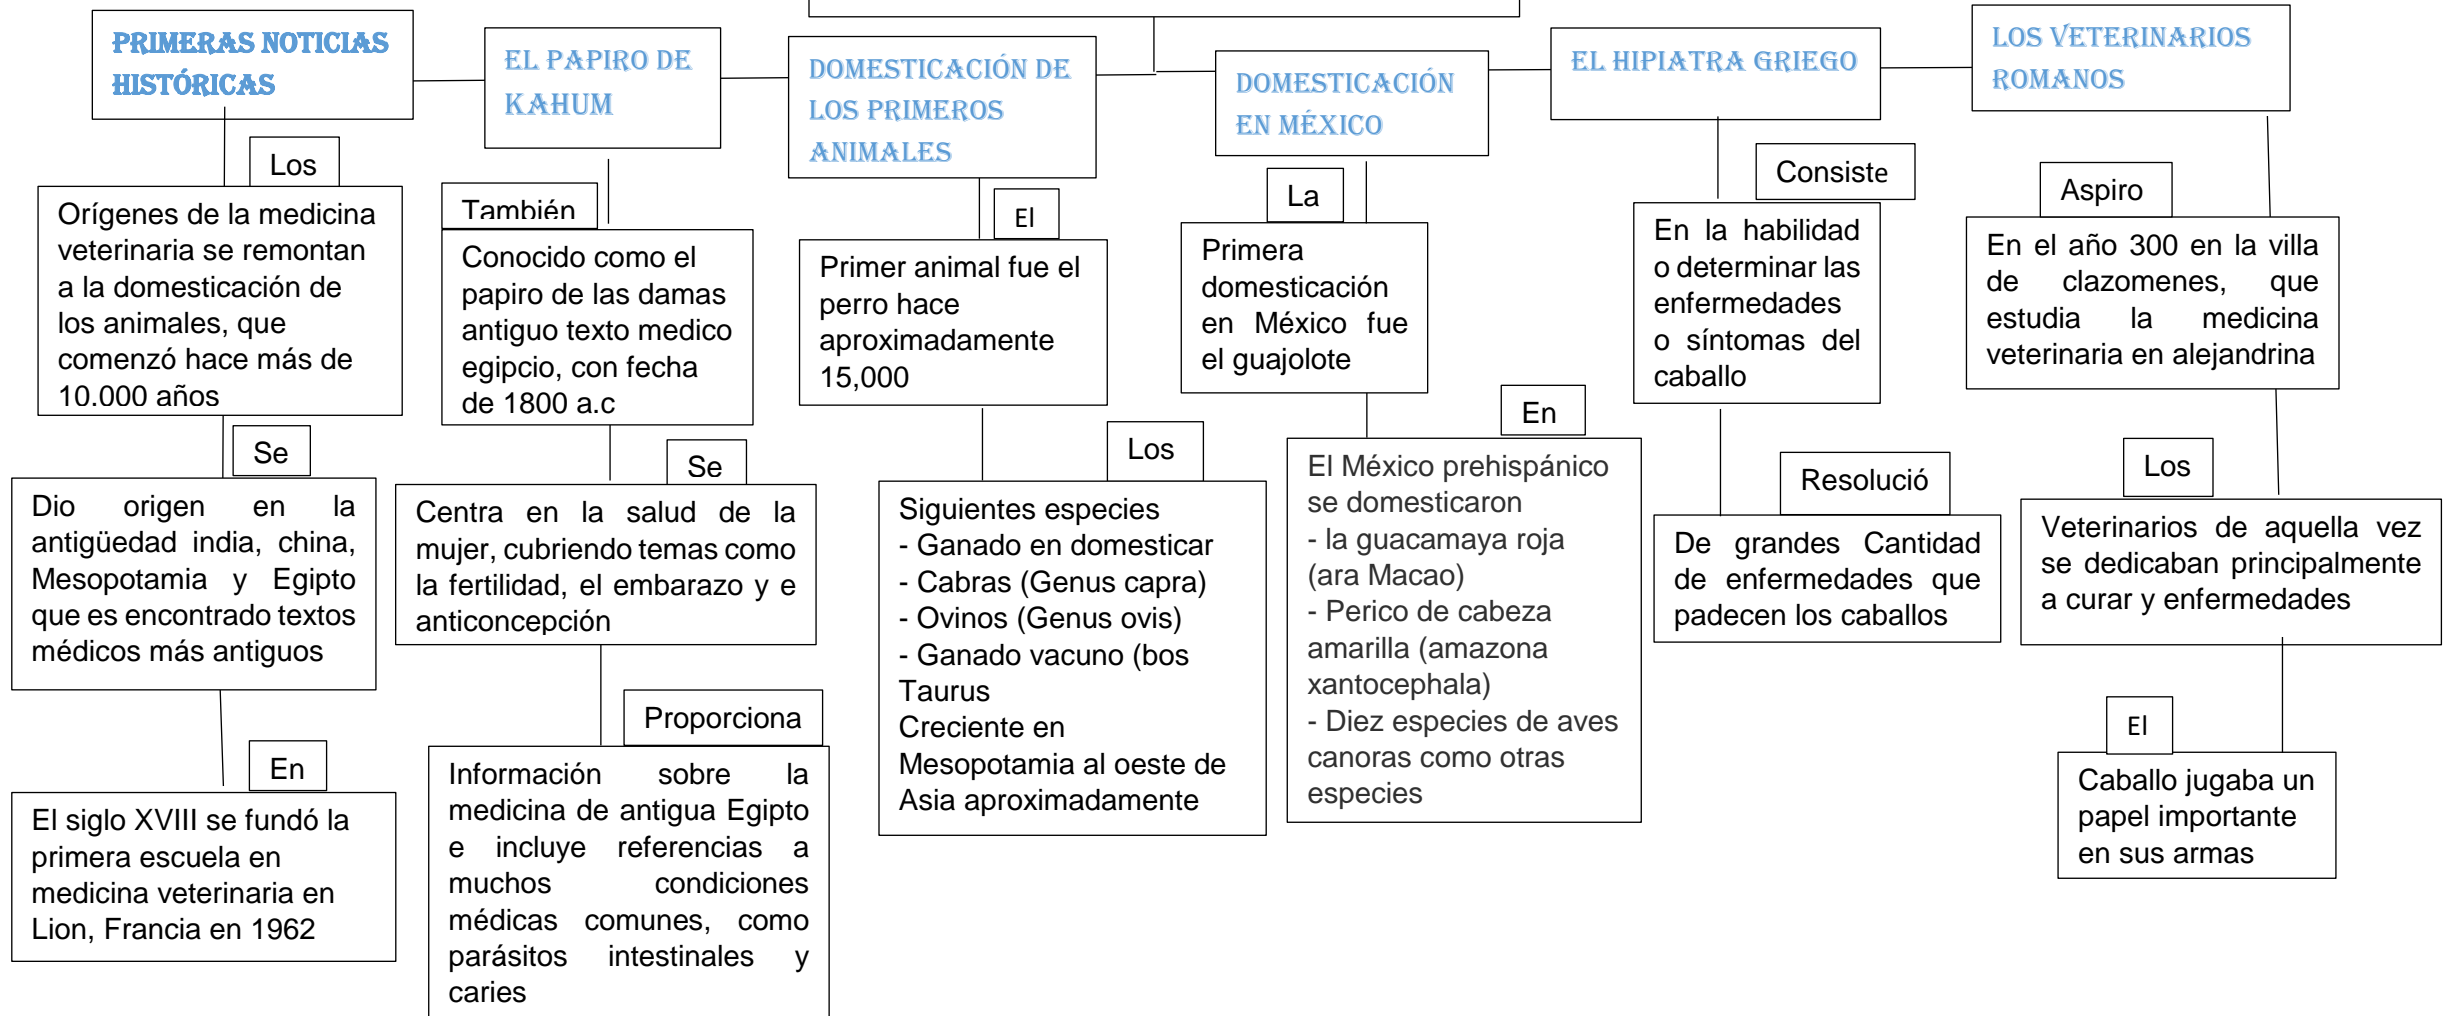 PRIMERAS NOTICIAS
HISTÓRICAS
Los
Orígenes de la medicina
veterinaria se remontan
a la domesticación de
los animales, que
comenzó hace más de
10.000 años
Se
Dio origen en la
antigüedad india, china,
Mesopotamia y Egipto
que es encontrado textos
médicos más antiguos
En
El siglo XVIII se fundó la
primera escuela en
medicina veterinaria en
Lion, Francia en 1962
EL PAPIRO DE
KAHUM
También
Conocido como el
papiro de las damas
antiguo texto medico
egipcio, con fecha
de 1800 a.c
Se
Centra en la salud de la
mujer, cubriendo temas como
la fertilidad, el embarazo y e
anticoncepción
Proporciona
Información sobre la
medicina de antigua Egipto
e incluye referencias a
muchos condiciones
médicas comunes, como
parásitos intestinales y
caries
DOMESTICACIÓN DE
LOS PRIMEROS
ANIMALES
El
Primer animal fue el
perro hace
aproximadamente
15,000
Los
Siguientes especies
- Ganado en domesticar
- Cabras (Genus capra)
- Ovinos (Genus ovis)
- Ganado vacuno (bos
Taurus
Creciente en
Mesopotamia al oeste de
Asia aproximadamente
DOMESTICACIÓN
EN MÉXICO
La
Primera
domesticación
en México fue
el guajolote
En
El México prehispánico
se domesticaron
- la guacamaya roja
(ara Macao)
- Perico de cabeza
amarilla (amazona
xantocephala)
- Diez especies de aves
canoras como otras
especies
EL HIPIATRA GRIEGO
Consiste
En la habilidad
o determinar las
enfermedades
o síntomas del
caballo
Resolució
De grandes Cantidad
de enfermedades que
padecen los caballos
LOS VETERINARIOS
ROMANOS
Aspiro
En el año 300 en la villa
de clazomenes, que
estudia la medicina
veterinaria en alejandrina
Los
Veterinarios de aquella vez
se dedicaban principalmente
a curar y enfermedades
El
Caballo jugaba un
papel importante
en sus armas